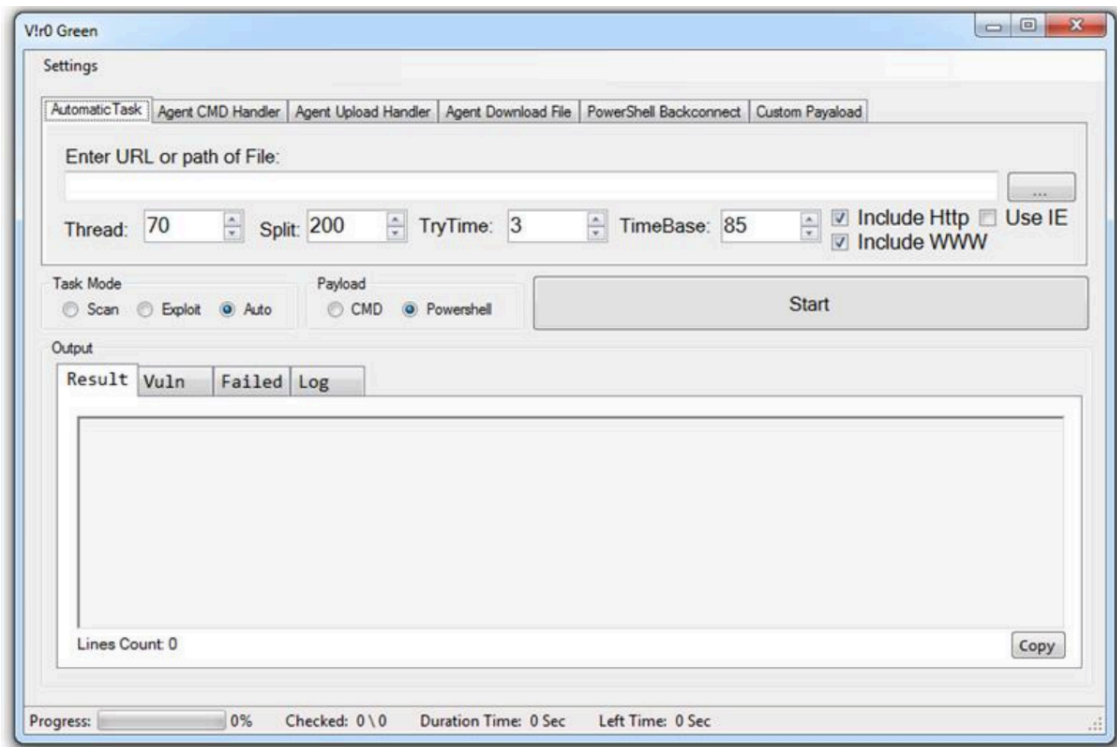 V!r0 Green
Settings
AutomaticTask Agent CMD Handler Agent Upload Handler Agent Download File PowerShell Backconnect Custom Payaload
Enter URL or path of File:
...
Thread: 70 Split: 200 TryTime: 3 TimeBase: 85 Include Http Use IE
Include WWW
Task Mode Payload
Scan Exploit Auto CMD Powershell Start
Output
Result Vuln Failed Log
Lines Count: 0 Copy
Progress: 0% Checked: 0 \ 0 Duration Time: 0 Sec Left Time: 0 Sec